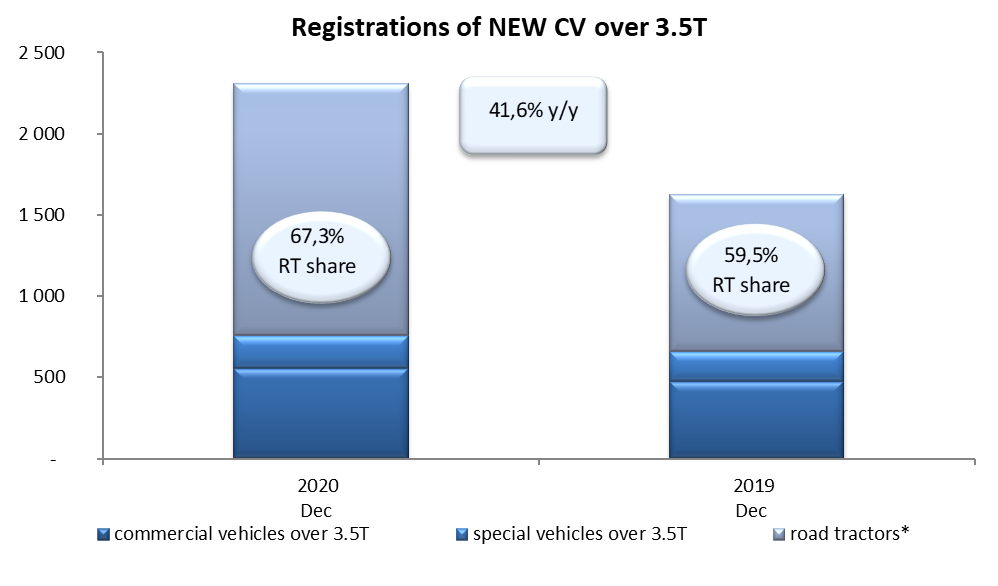 Registrations of NEW CV over 3.5T
2 500
2 000
1 500
1 000
500
-
41,6% y/y
67,3%
RT share
59,5%
RT share
2020
Dec
2019
Dec
commercial vehicles over 3.5T
special vehicles over 3.5T
road tractors*